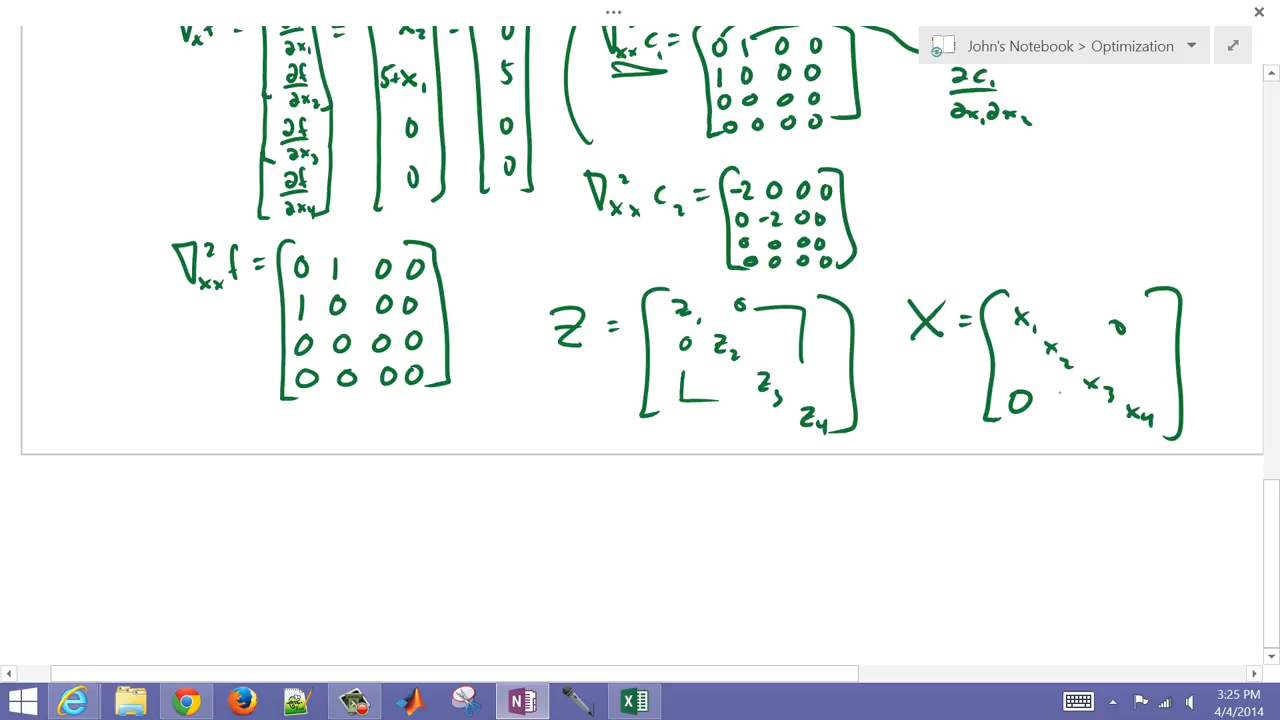 John's Notebook > Optimization
∇x f = [ ∂x₁ ] = [ x₂ ] = [ 0 ]
∂f/∂x₂ 5+x₁ 5
∂f/∂x₃ 0 0
∂f/∂x₄ 0 0
∇²xx c₁ = [ 0 1 0 0
1 0 0 0
0 0 0 0
0 0 0 0 ]
∂c₁
∂x₁∂x₂
∇²xx c₂ = [ -2 0 0 0
0 -2 0 0
0 0 0 0
0 0 0 0 ]
∇²xx f = [ 0 1 0 0
1 0 0 0
0 0 0 0
0 0 0 0 ]
Z = [ z₁ 0
0 z₂
z₃
z₄ ]
X = [ x₁ 0
x₂
x₃
0 x₄ ]
3:25 PM
4/4/2014